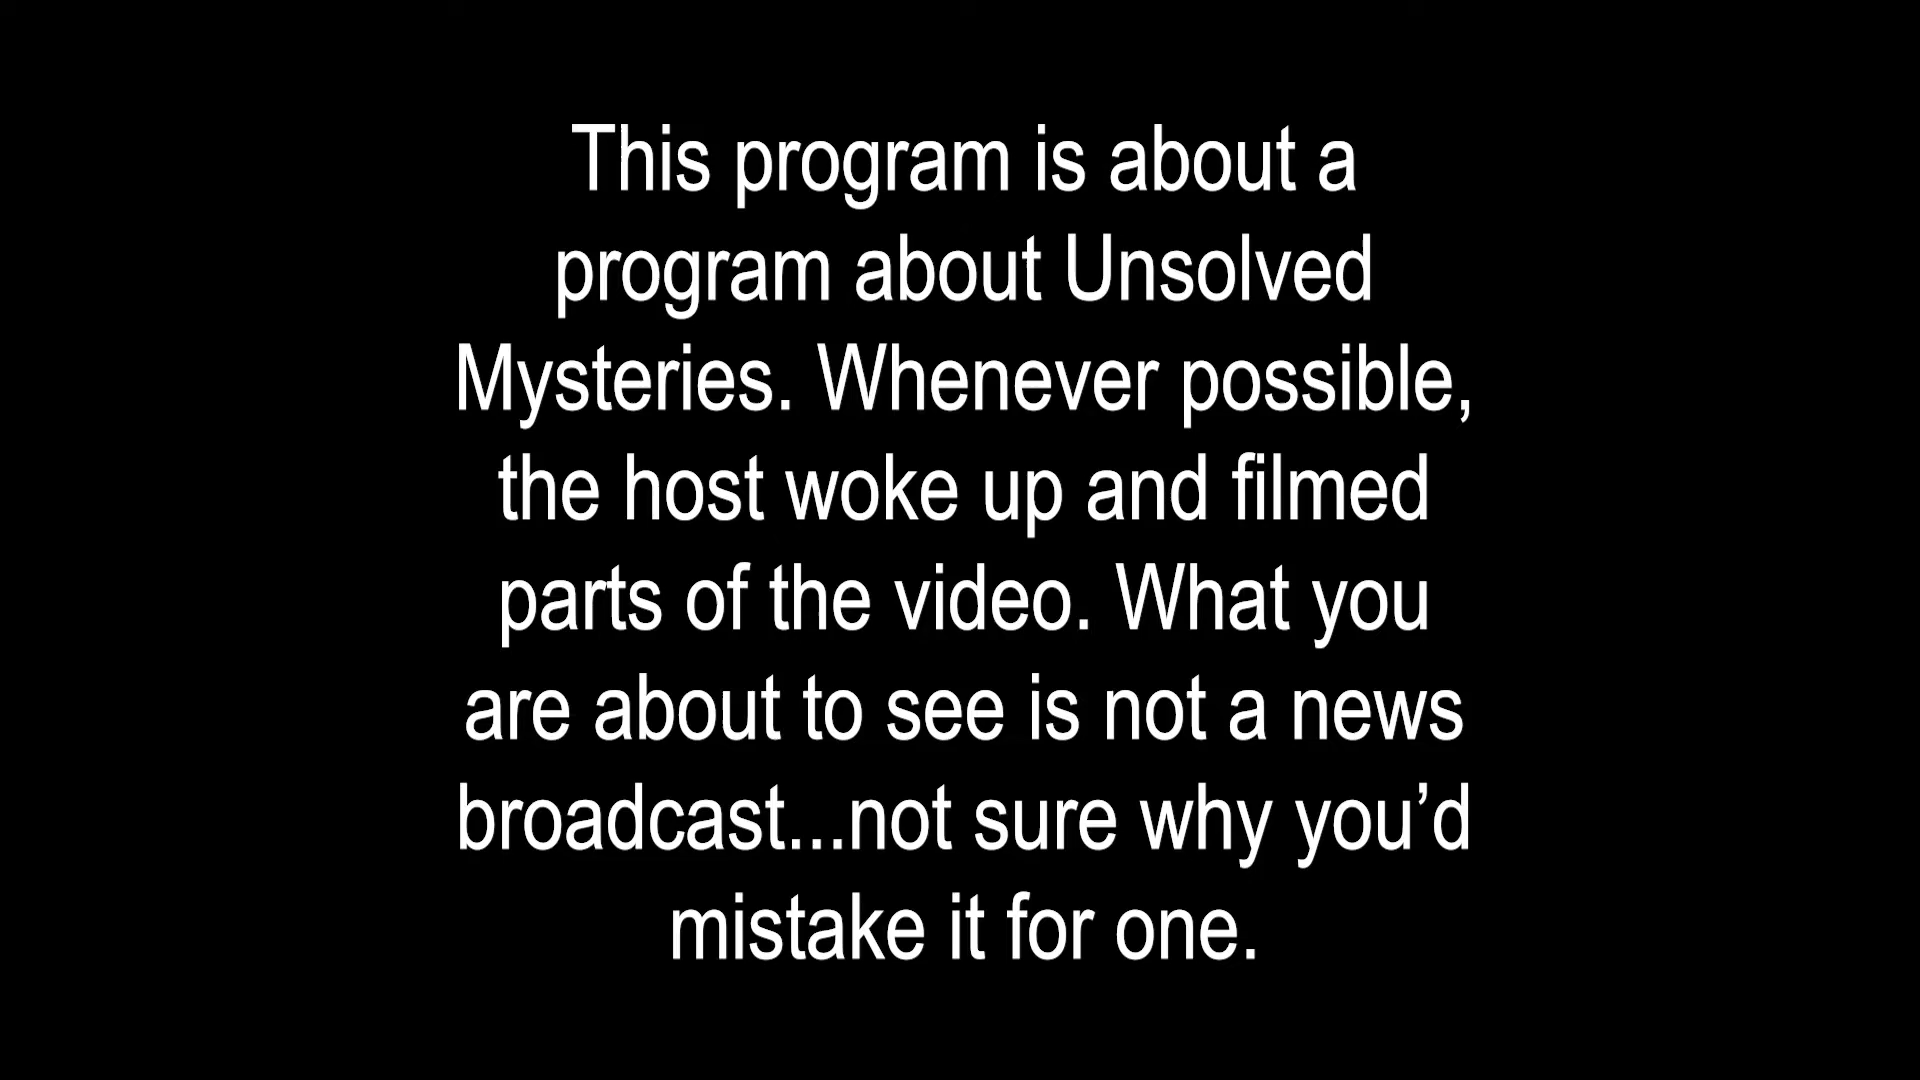 This program is about a
program about Unsolved
Mysteries. Whenever possible,
the host woke up and filmed
parts of the video. What you
are about to see is not a news
broadcast...not sure why you’d
mistake it for one.